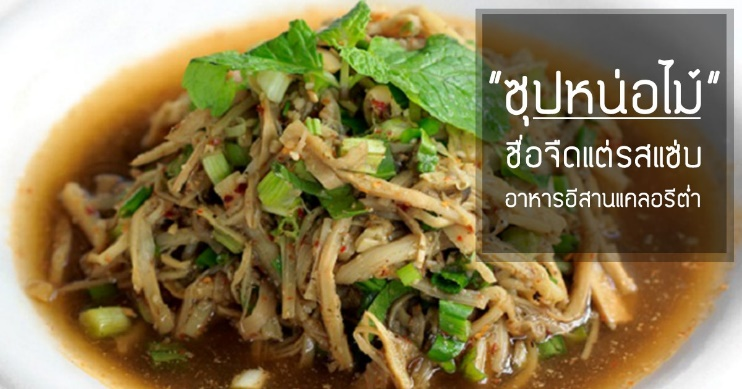 "ซุปหน่อไม้"
ชื่อจืดแต่รสแซ่บ
อาหารอีสานแคลอรีต่ำ